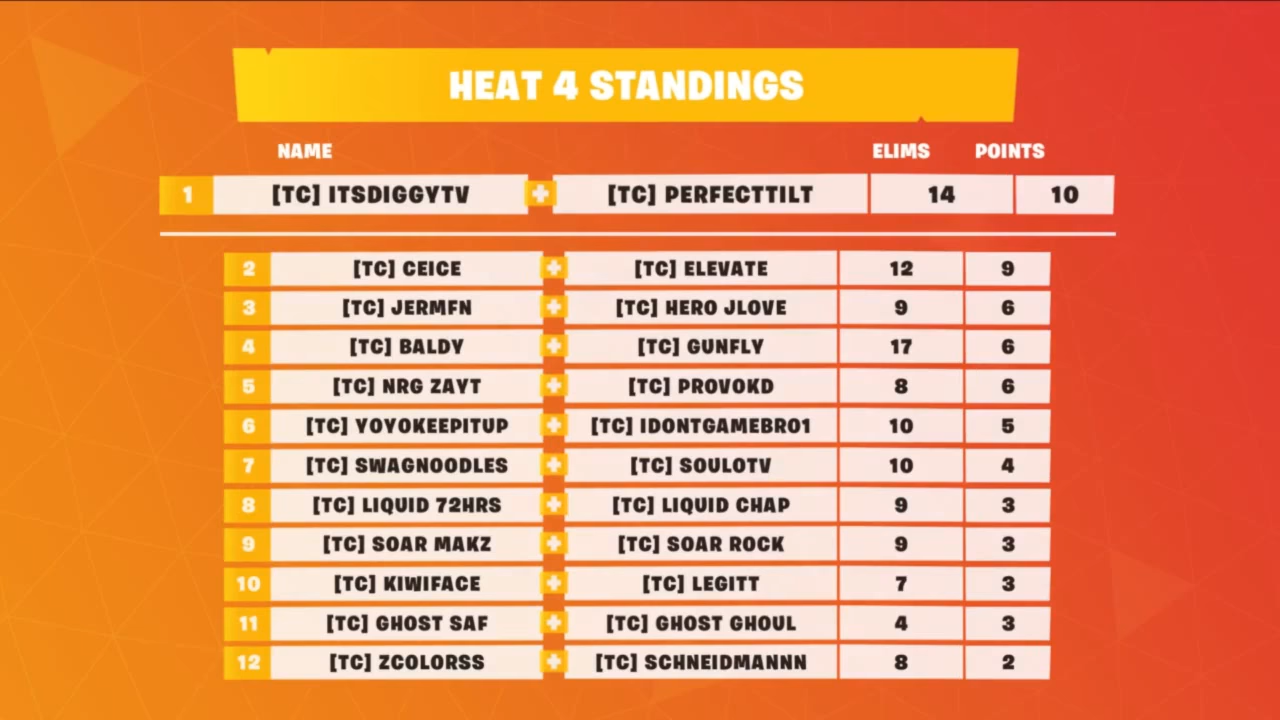 HEAT 4 STANDINGS
NAME ELIMS POINTS
1 [TC] ITSDIGGYTV + [TC] PERFECTTILT 14 10
2 [TC] CEICE + [TC] ELEVATE 12 9
3 [TC] JERMFN + [TC] HERO JLOVE 9 6
4 [TC] BALDY + [TC] GUNFLY 17 6
5 [TC] NRG ZAYT + [TC] PROVOKD 8 6
6 [TC] YOYOKEEPITUP + [TC] IDONTGAMEBRO1 10 5
7 [TC] SWAGNOODLES + [TC] SOULOTV 10 4
8 [TC] LIQUID 72HRS + [TC] LIQUID CHAP 9 3
9 [TC] SOAR MAKZ + [TC] SOAR ROCK 9 3
10 [TC] KIWIFACE + [TC] LEGITT 7 3
11 [TC] GHOST SAF + [TC] GHOST GHOUL 4 3
12 [TC] ZCOLORSS + [TC] SCHNEIDMANNN 8 2